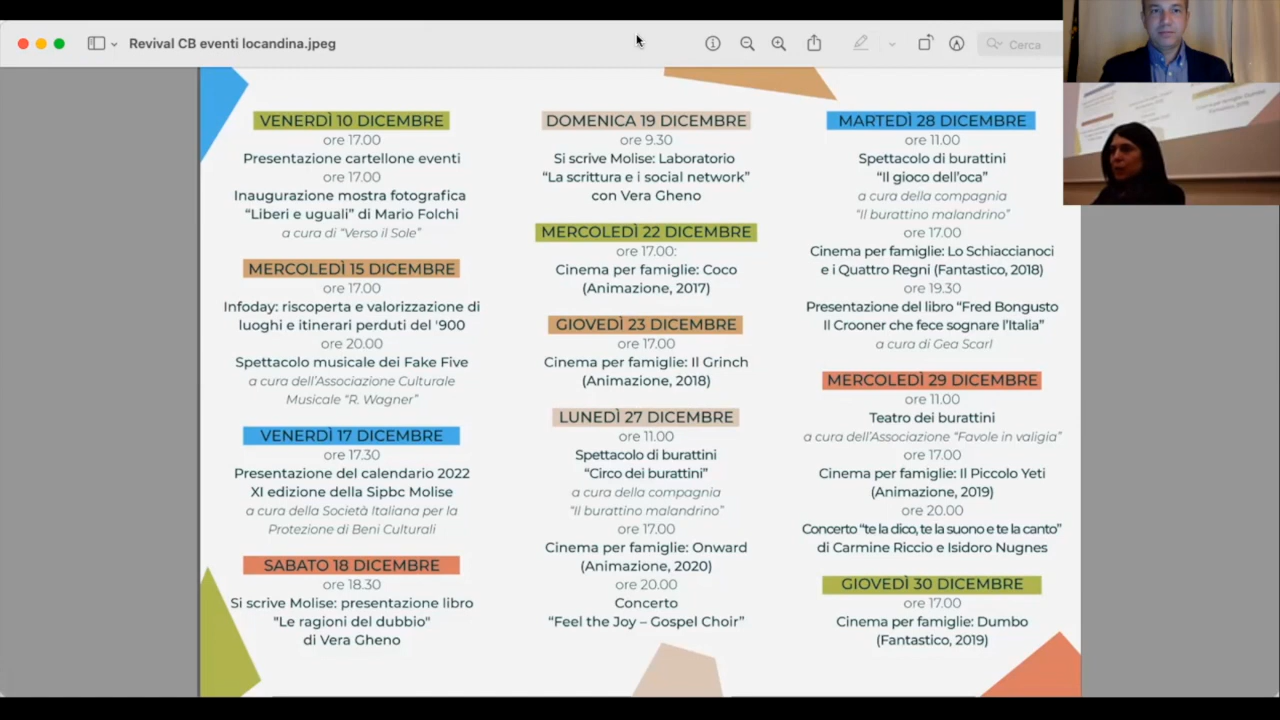 Revival CB eventi locandina.jpeg
Cerca
VENERDÌ 10 DICEMBRE
ore 17.00
Presentazione cartellone eventi
ore 17.00
Inaugurazione mostra fotografica
“Liberi e uguali” di Mario Folchi
a cura di “Verso il Sole”
MERCOLEDÌ 15 DICEMBRE
ore 17.00
Infoday: riscoperta e valorizzazione di
luoghi e itinerari perduti del '900
ore 20.00
Spettacolo musicale dei Fake Five
a cura dell’Associazione Culturale
Musicale “R. Wagner”
VENERDÌ 17 DICEMBRE
ore 17.30
Presentazione del calendario 2022
XI edizione della Sipbc Molise
a cura della Società Italiana per la
Protezione di Beni Culturali
SABATO 18 DICEMBRE
ore 18.30
Si scrive Molise: presentazione libro
"Le ragioni del dubbio"
di Vera Gheno
DOMENICA 19 DICEMBRE
ore 9.30
Si scrive Molise: Laboratorio
“La scrittura e i social network”
con Vera Gheno
MERCOLEDÌ 22 DICEMBRE
ore 17.00:
Cinema per famiglie: Coco
(Animazione, 2017)
GIOVEDÌ 23 DICEMBRE
ore 17.00
Cinema per famiglie: Il Grinch
(Animazione, 2018)
LUNEDÌ 27 DICEMBRE
ore 11.00
Spettacolo di burattini
“Circo dei burattini”
a cura della compagnia
“Il burattino malandrino”
ore 17.00
Cinema per famiglie: Onward
(Animazione, 2020)
ore 20.00
Concerto
“Feel the Joy – Gospel Choir”
MARTEDÌ 28 DICEMBRE
ore 11.00
Spettacolo di burattini
“Il gioco dell’oca”
a cura della compagnia
“Il burattino malandrino”
ore 17.00
Cinema per famiglie: Lo Schiaccianoci
e i Quattro Regni (Fantastico, 2018)
ore 19.30
Presentazione del libro “Fred Bongusto
Il Crooner che fece sognare l’Italia”
a cura di Gea Scarl
MERCOLEDÌ 29 DICEMBRE
ore 11.00
Teatro dei burattini
a cura dell’Associazione “Favole in valigia”
ore 17.00
Cinema per famiglie: Il Piccolo Yeti
(Animazione, 2019)
ore 20.00
Concerto “te la dico, te la suono e te la canto”
di Carmine Riccio e Isidoro Nugnes
GIOVEDÌ 30 DICEMBRE
ore 17.00
Cinema per famiglie: Dumbo
(Fantastico, 2019)